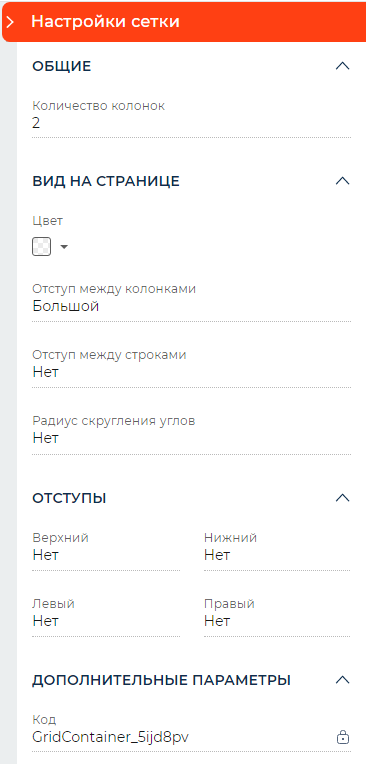 Настройки сетки
ОБЩИЕ
Количество колонок
2
ВИД НА СТРАНИЦЕ
Цвет
Отступ между колонками
Большой
Отступ между строками
Нет
Радиус скругления углов
Нет
ОТСТУПЫ
Верхний Нижний
Нет Нет
Левый Правый
Нет Нет
ДОПОЛНИТЕЛЬНЫЕ ПАРАМЕТРЫ
Код
GridContainer_5ijd8pv